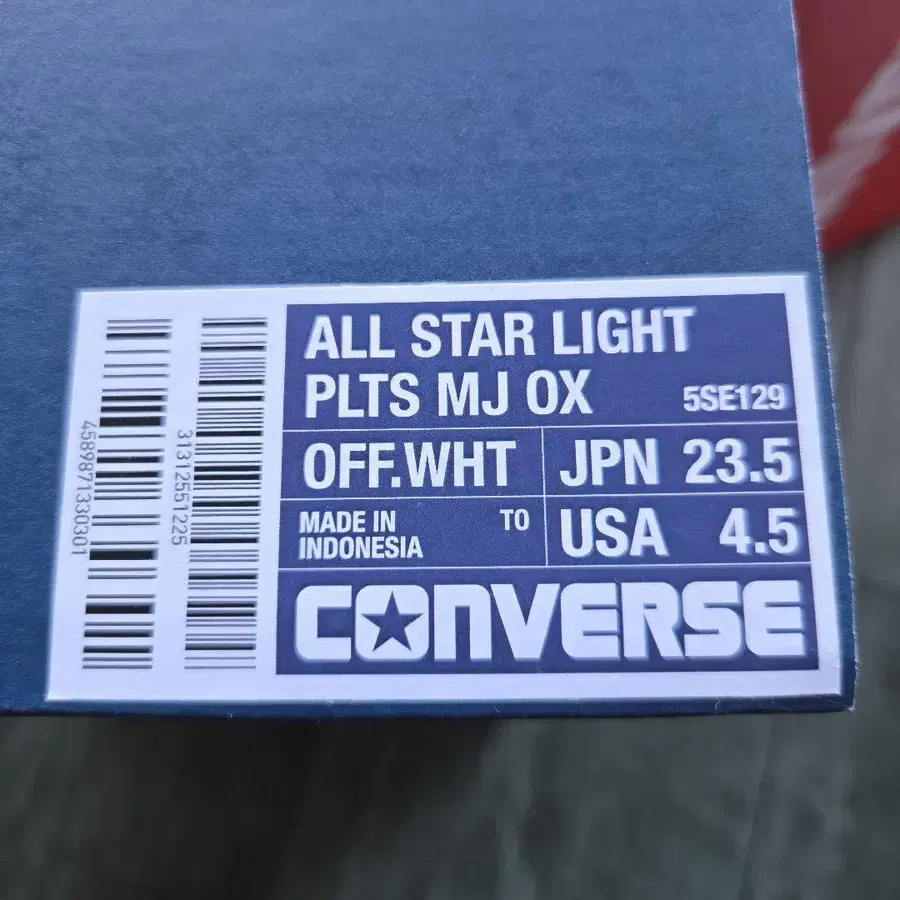 ALL STAR LIGHT
PLTS MJ OX 5SE129
OFF.WHT JPN 23.5
MADE IN INDONESIA TO USA 4.5
CONVERSE
4589871330301
31312551225